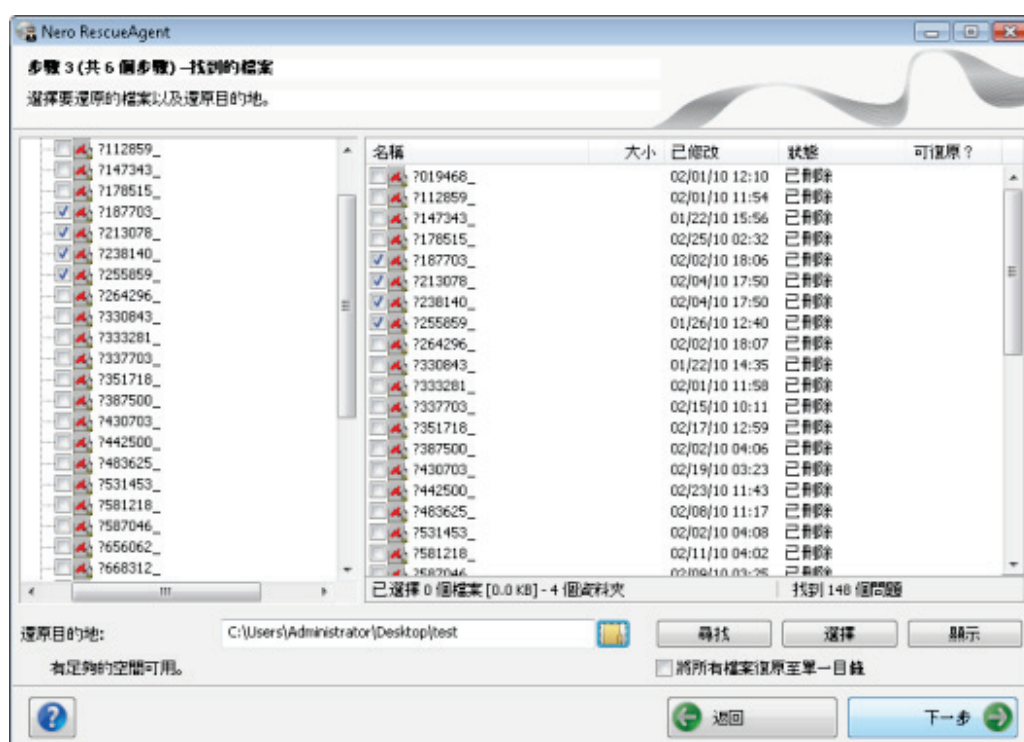 Nero RescueAgent
步驟 3 (共 6 個步驟) –找到的檔案
選擇要還原的檔案以及還原目的地。
?112859_
?147343_
?178515_
?187703_
?213078_
?238140_
?255859_
?264296_
?330843_
?333281_
?337703_
?351718_
?387500_
?430703_
?442500_
?483625_
?531453_
?581218_
?587046_
?656062_
?668312_
名稱 大小 已修改 狀態 可復原？
?019468_ 02/01/10 12:10 已刪除
?112859_ 02/01/10 11:54 已刪除
?147343_ 01/22/10 15:56 已刪除
?178515_ 02/25/10 02:32 已刪除
?187703_ 02/02/10 18:06 已刪除
?213078_ 02/04/10 17:50 已刪除
?238140_ 02/04/10 17:50 已刪除
?255859_ 01/26/10 12:40 已刪除
?264296_ 02/02/10 18:07 已刪除
?330843_ 01/22/10 14:35 已刪除
?333281_ 02/01/10 11:58 已刪除
?337703_ 02/15/10 10:11 已刪除
?351718_ 02/17/10 12:59 已刪除
?387500_ 02/02/10 04:06 已刪除
?430703_ 02/19/10 03:23 已刪除
?442500_ 02/23/10 11:43 已刪除
?483625_ 02/08/10 11:17 已刪除
?531453_ 02/02/10 04:08 已刪除
?581218_ 02/11/10 04:02 已刪除
?587046_ 02/09/10 03:25 已刪除
已選擇 0 個檔案 [0.0 KB] - 4 個資料夾 找到 148 個問題
還原目的地: C:\Users\Administrator\Desktop\test 尋找 選擇 顯示
有足夠的空間可用。 將所有檔案復原至單一目錄
返回 下一步